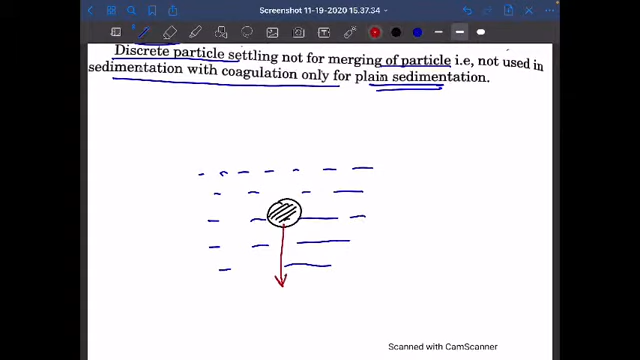 Screenshot 11-19-2020 15.37.34
Discrete particle settling not for merging of particle i.e, not used in
sedimentation with coagulation only for plain sedimentation.
Scanned with CamScanner